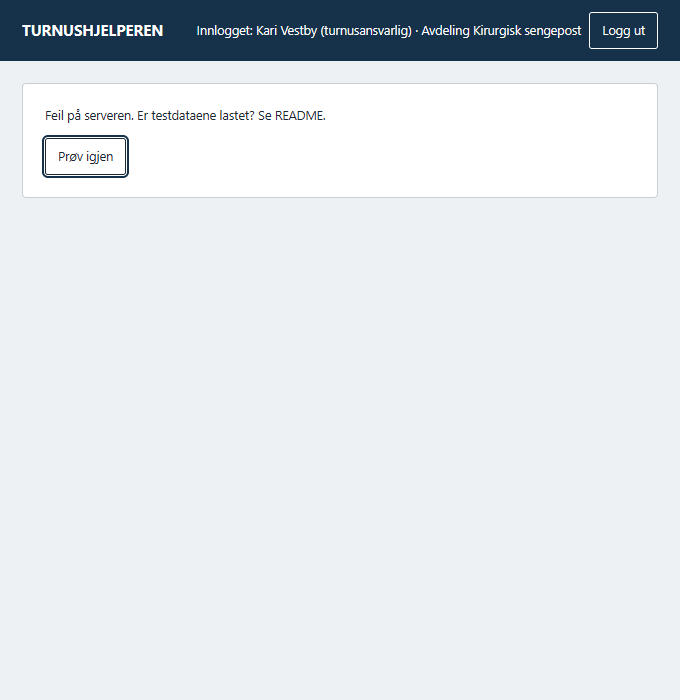 TURNUSHJELPEREN
Innlogget: Kari Vestby (turnusansvarlig) · Avdeling Kirurgisk sengepost
Logg ut
Feil på serveren. Er testdataene lastet? Se README.
Prøv igjen